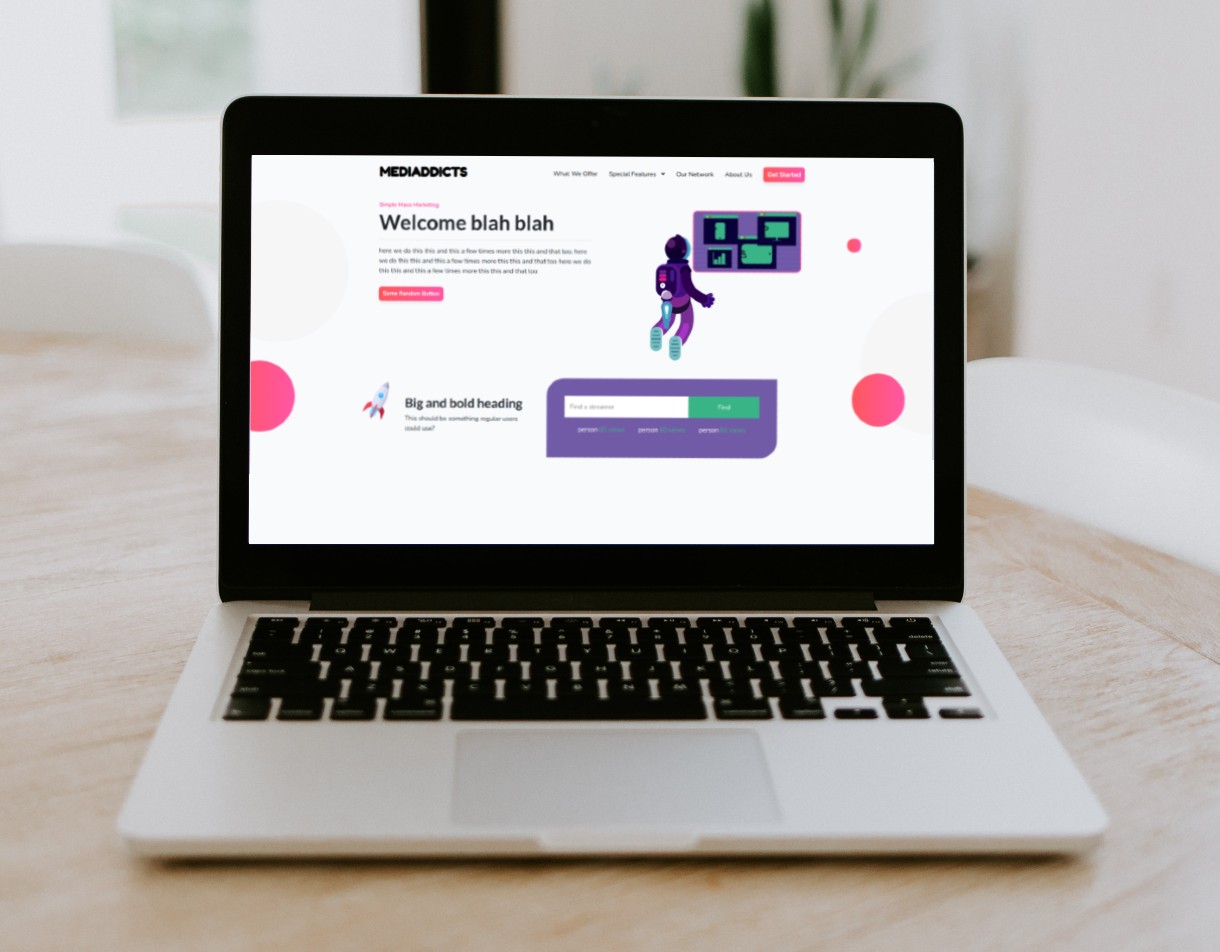 MEDIADDICTS
What We Offer Special Features Our Network About Us Get Started
Simple Mass Marketing
Welcome blah blah
here we do this this and this a few times more this this and that too here
we do this this and this a few times more this this and that too here we do
this this and this a few times more this this and that too
Some Random Button
Big and bold heading
This should be something regular users
could use?
Find a streamer Find
person person person
delete
Q W E R T Y U I O P
A S D F G H J K L
Z X C V B N M